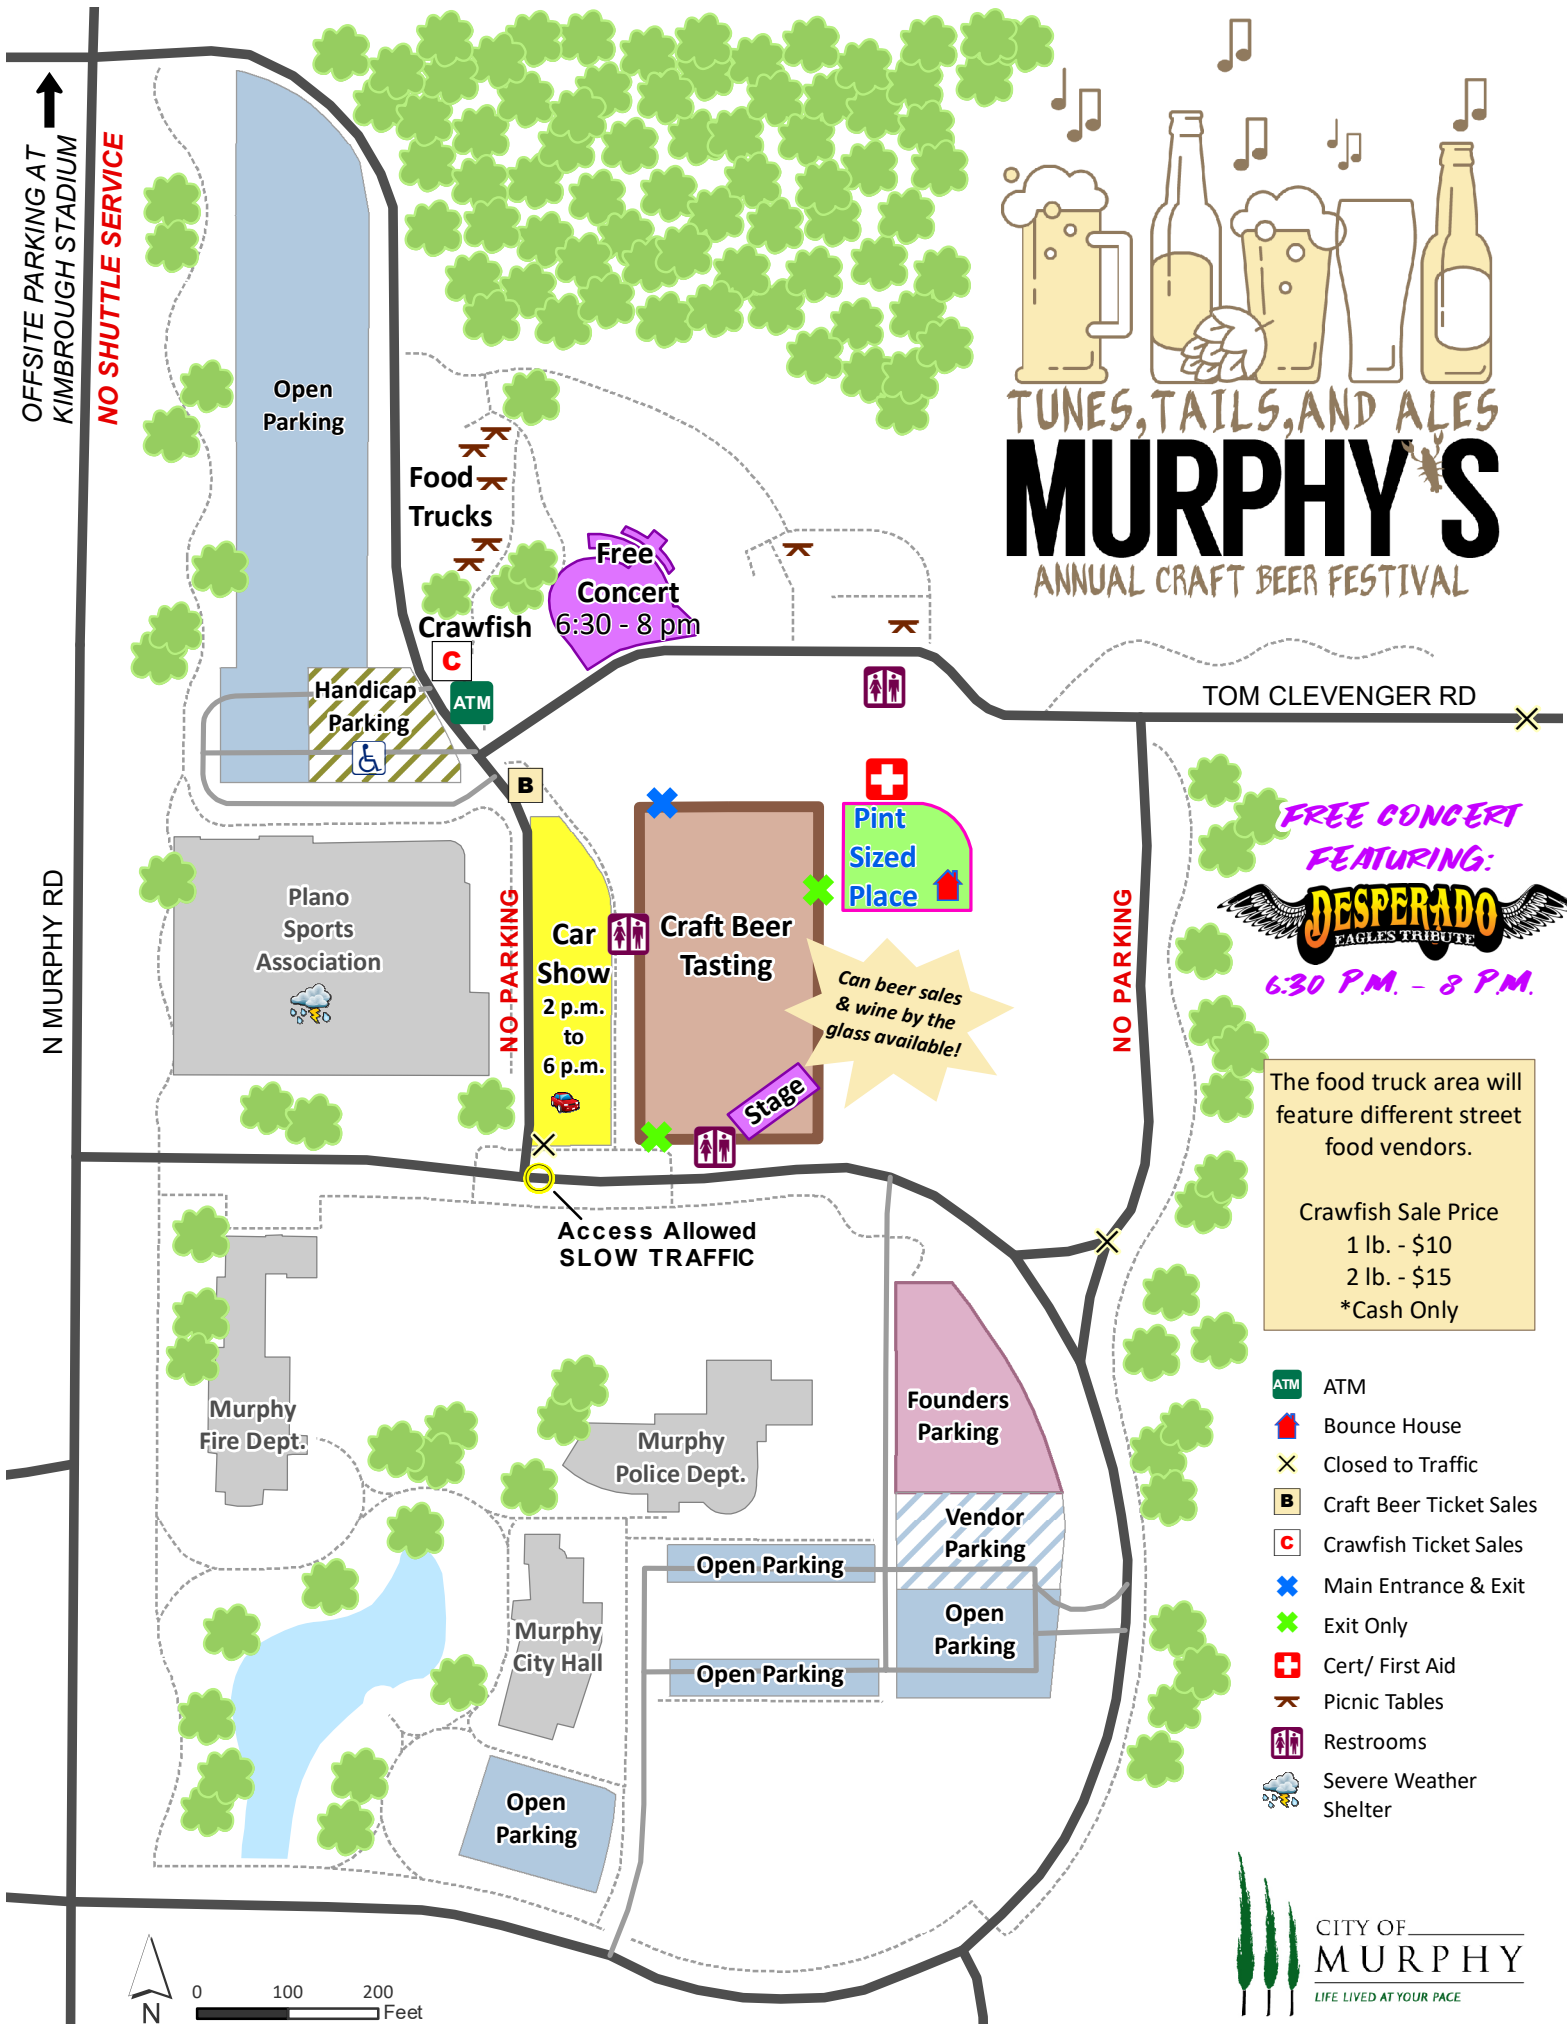 OFFSITE PARKING AT
KIMBROUGH STADIUM
NO SHUTTLE SERVICE
TUNES, TAILS, AND ALES
MURPHY'S
ANNUAL CRAFT BEER FESTIVAL
Open
Parking
Food
Trucks
Free
Concert
6:30 - 8 pm
Crawfish
C
ATM
Handicap
Parking
B
TOM CLEVENGER RD
N MURPHY RD
Plano
Sports
Association
NO PARKING
Car
Show
2 p.m.
to
6 p.m.
Craft Beer
Tasting
Pint
Sized
Place
Can beer sales
& wine by the
glass available!
Stage
NO PARKING
FREE CONCERT
FEATURING:
DESPERADO
EAGLES TRIBUTE
6:30 P.M. - 8 P.M.
The food truck area will
feature different street
food vendors.
Crawfish Sale Price
1 lb. - $10
2 lb. - $15
*Cash Only
Access Allowed
SLOW TRAFFIC
Murphy
Fire Dept.
Murphy
Police Dept.
Founders
Parking
Vendor
Parking
Open Parking
Open
Parking
Open Parking
Murphy
City Hall
Open
Parking
ATM ATM
Bounce House
Closed to Traffic
B Craft Beer Ticket Sales
C Crawfish Ticket Sales
Main Entrance & Exit
Exit Only
Cert/ First Aid
Picnic Tables
Restrooms
Severe Weather
Shelter
N
0 100 200
Feet
CITY OF
MURPHY
LIFE LIVED AT YOUR PACE